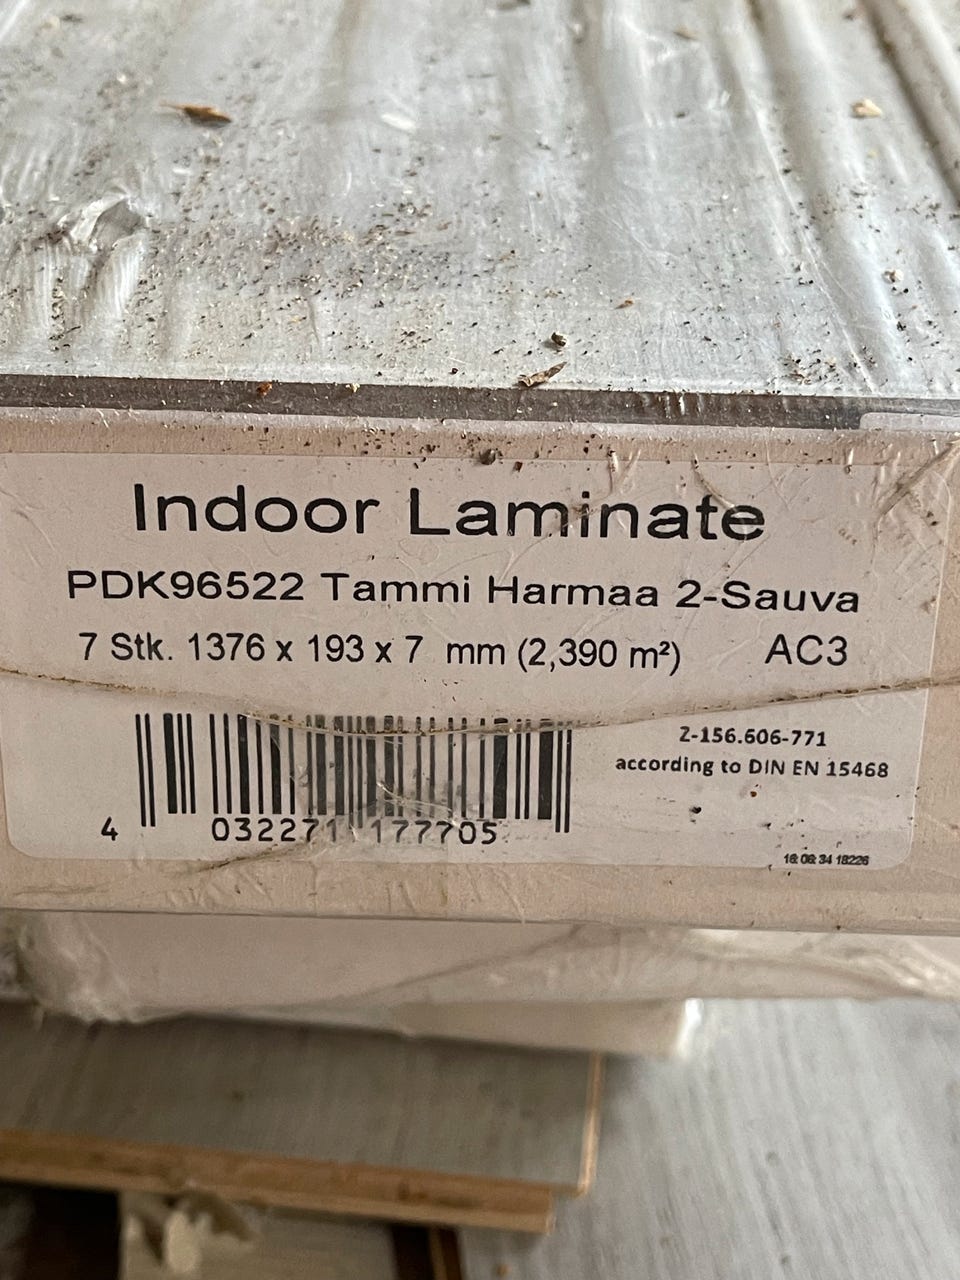 Indoor Laminate
PDK96522 Tammi Harmaa 2-Sauva
7 Stk. 1376 x 193 x 7 mm (2,390 m²) AC3
Z-156.606-771
according to DIN EN 15468
4 032271 177705